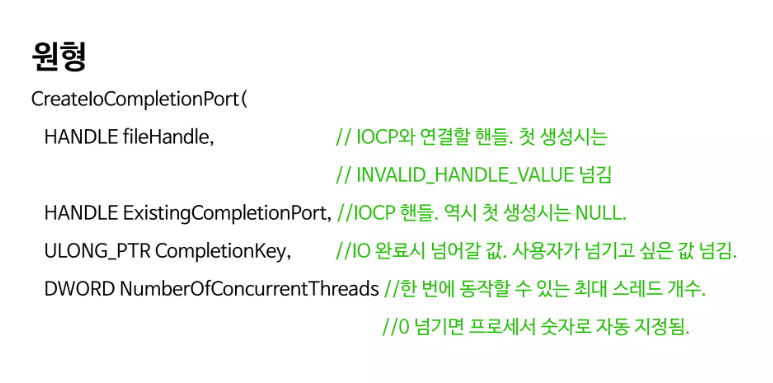 원형
CreateIoCompletionPort(
HANDLE fileHandle, // IOCP와 연결할 핸들. 첫 생성시는
// INVALID_HANDLE_VALUE 넘김
HANDLE ExistingCompletionPort, //IOCP 핸들. 역시 첫 생성시는 NULL.
ULONG_PTR CompletionKey, //IO 완료시 넘어갈 값. 사용자가 넘기고 싶은 값 넘김.
DWORD NumberOfConcurrentThreads //한 번에 동작할 수 있는 최대 스레드 개수.
//0 넘기면 프로세서 숫자로 자동 지정됨.